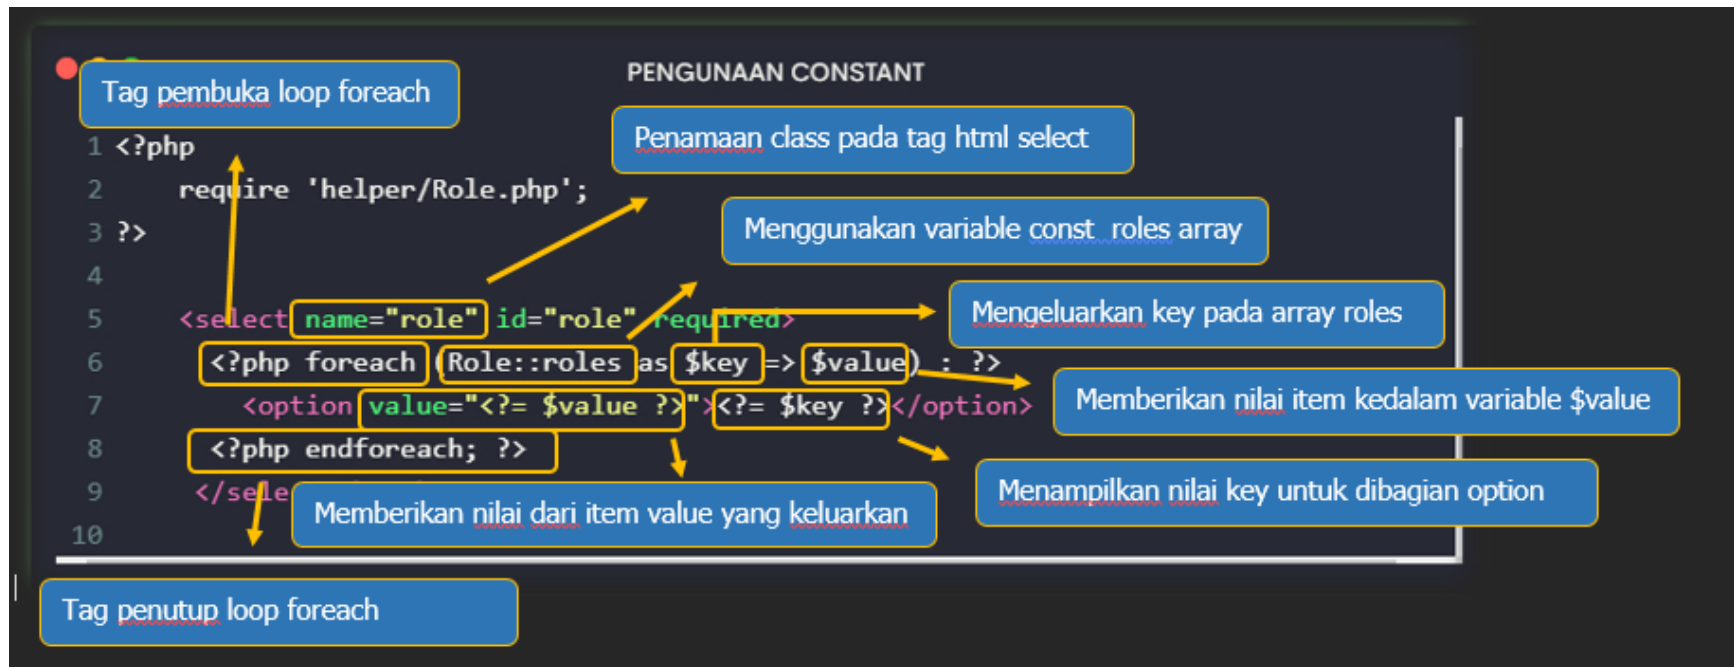 Tag pembuka loop foreach
PENGUNAAN CONSTANT
Penamaan class pada tag html select
1 <?php
2 require 'helper/Role.php';
3 ?>
Menggunakan variable const roles array
4
Mengeluarkan key pada array roles
5 <select name="role" id="role" required>
6 <?php foreach (Role::roles as $key => $value) : ?>
Memberikan nilai item kedalam variable $value
7 <option value="<?= $value ?>"><?= $key ?></option>
8 <?php endforeach; ?>
Menampilkan nilai key untuk dibagian option
9 </sele
Memberikan nilai dari item value yang keluarkan
10
Tag penutup loop foreach